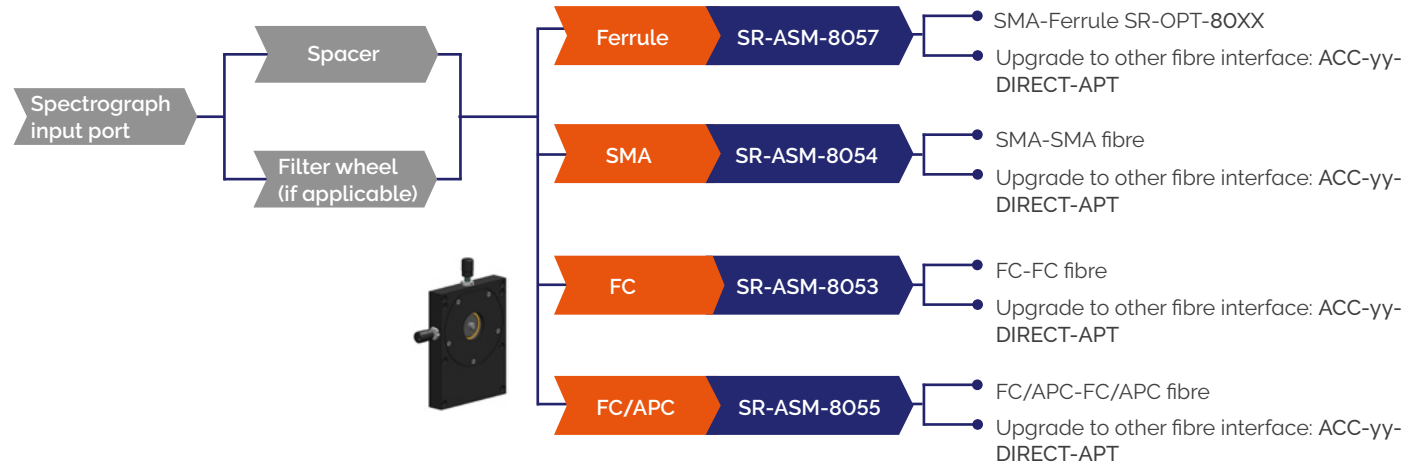 Spectrograph
input port
Spacer
Filter wheel
(if applicable)
Ferrule
SR-ASM-8057
SMA-Ferrule SR-OPT-80XX
Upgrade to other fibre interface: ACC-yy-
DIRECT-APT
SMA
SR-ASM-8054
SMA-SMA fibre
Upgrade to other fibre interface: ACC-yy-
DIRECT-APT
FC
SR-ASM-8053
FC-FC fibre
Upgrade to other fibre interface: ACC-yy-
DIRECT-APT
FC/APC
SR-ASM-8055
FC/APC-FC/APC fibre
Upgrade to other fibre interface: ACC-yy-
DIRECT-APT